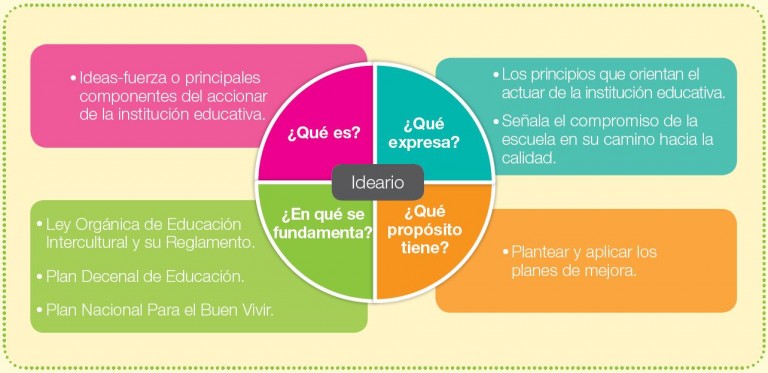 • Ideas-fuerza o principales
componentes del accionar
de la institución educativa.
¿Qué es?
¿Qué
expresa?
• Los principios que orientan el
actuar de la institución educativa.
• Señala el compromiso de la
escuela en su camino hacia la
calidad.
Ideario
• Ley Orgánica de Educación
Intercultural y su Reglamento.
• Plan Decenal de Educación.
• Plan Nacional Para el Buen Vivir.
¿En qué se
fundamenta?
¿Qué
propósito
tiene?
• Plantear y aplicar los
planes de mejora.